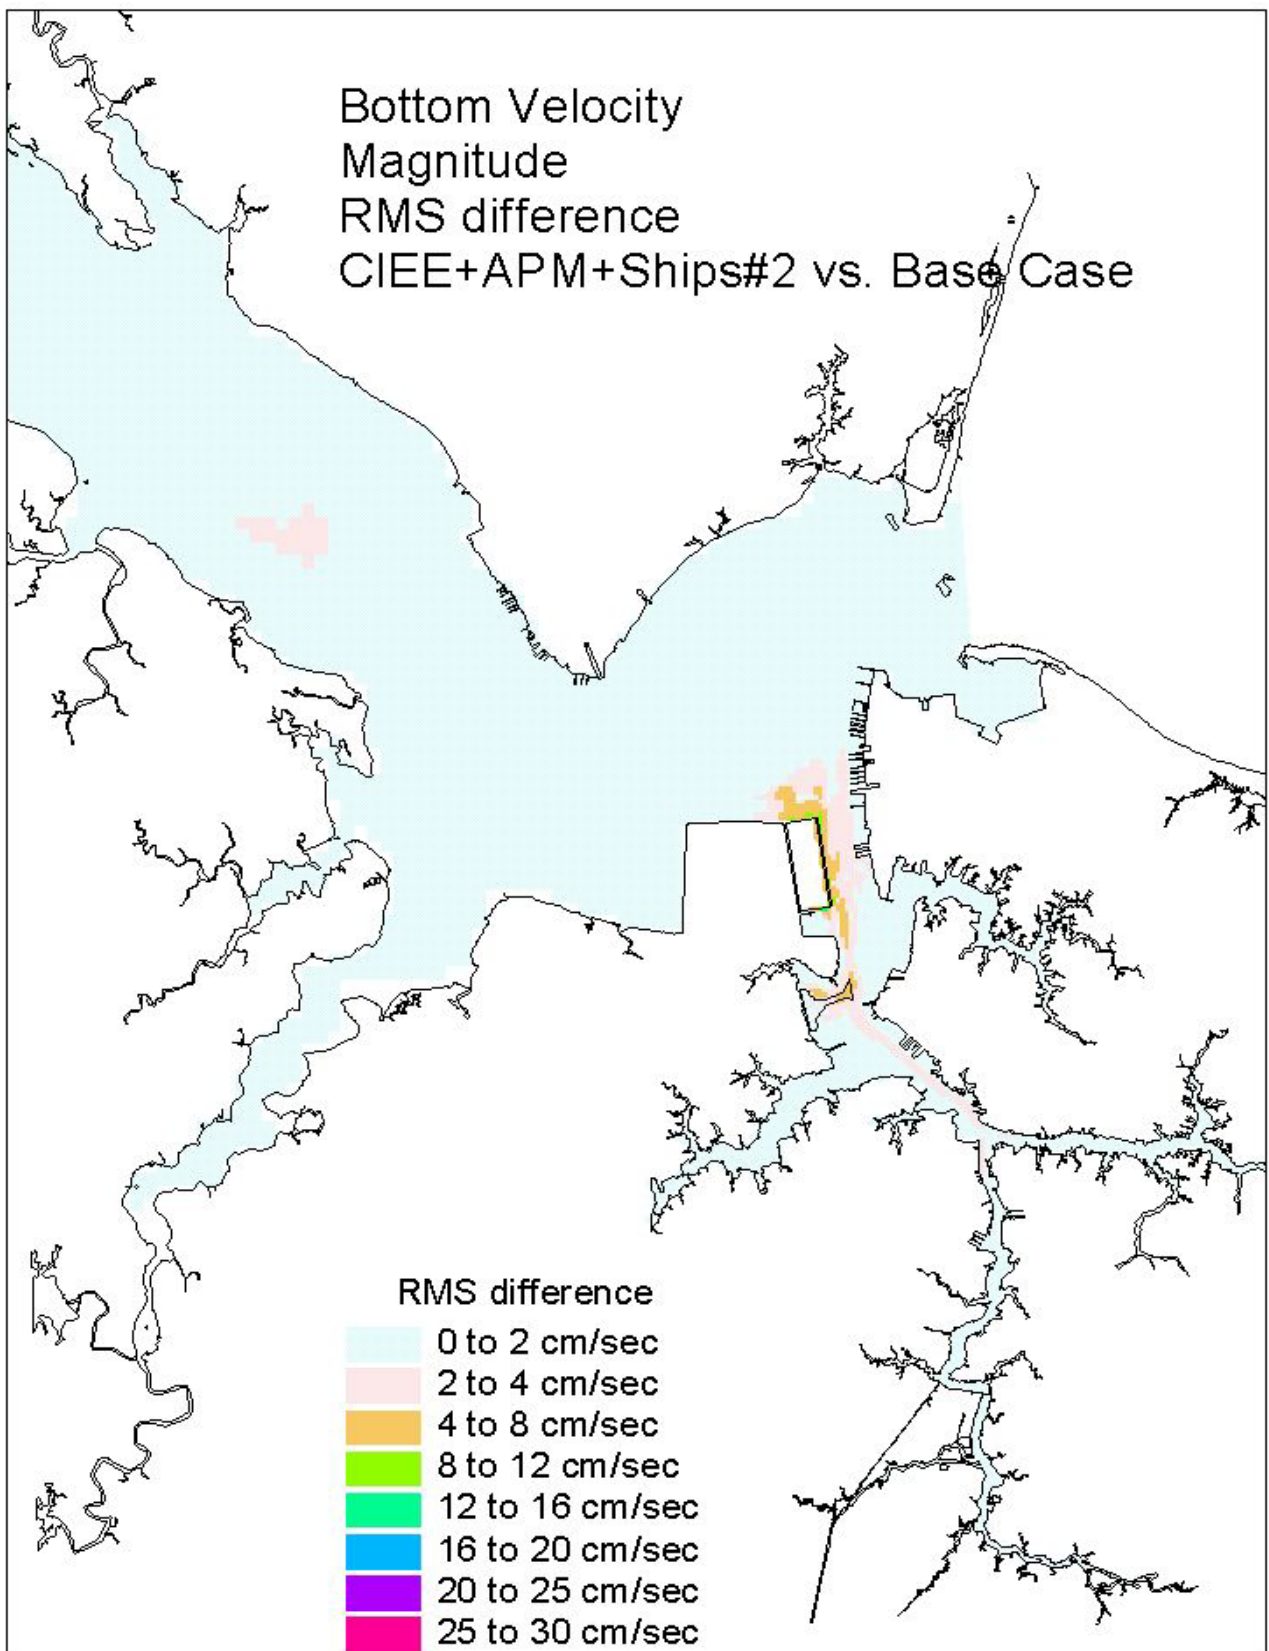 Bottom Velocity
Magnitude
RMS difference
CIEE+APM+Ships#2 vs. Base Case
RMS difference
0 to 2 cm/sec
2 to 4 cm/sec
4 to 8 cm/sec
8 to 12 cm/sec
12 to 16 cm/sec
16 to 20 cm/sec
20 to 25 cm/sec
25 to 30 cm/sec